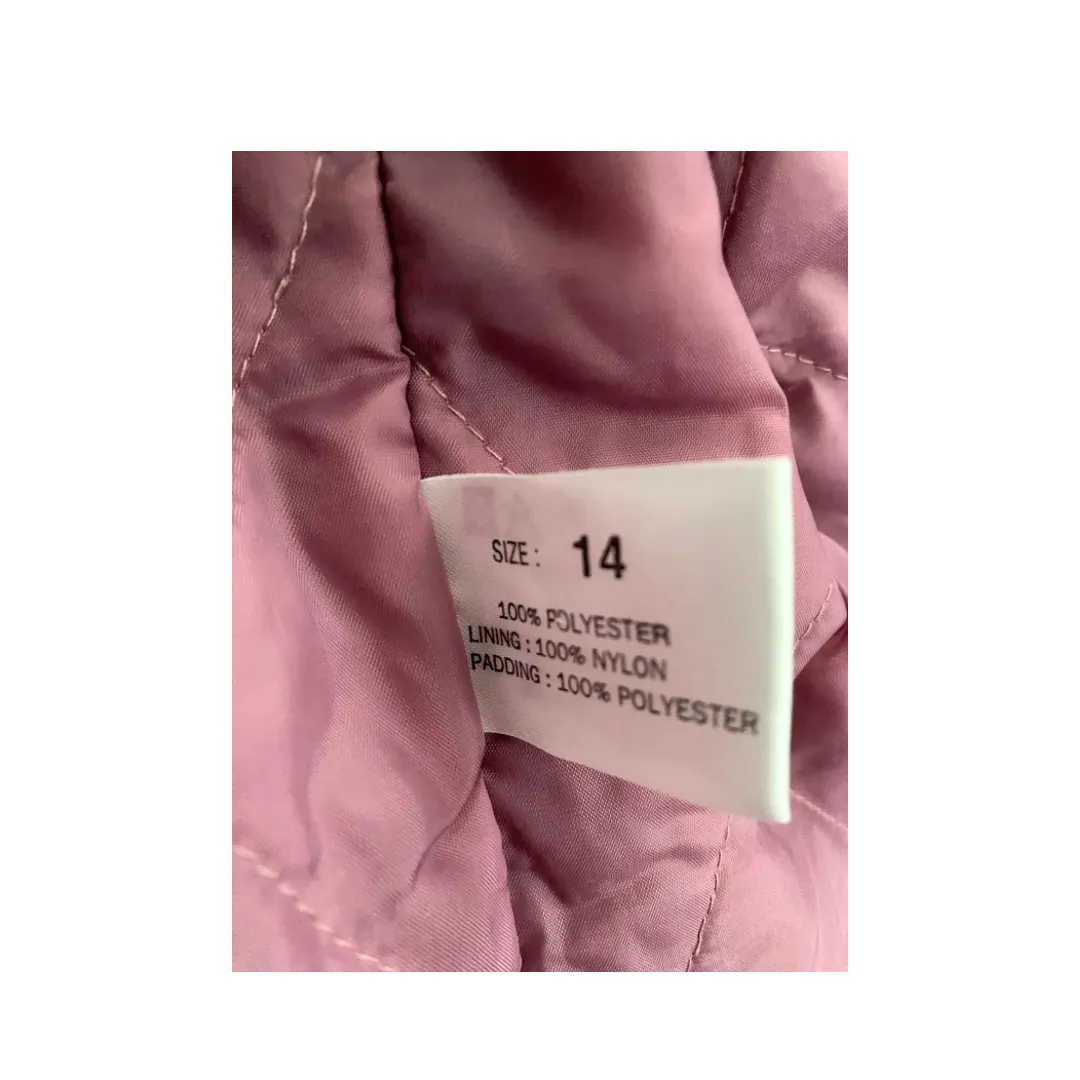 SIZE : 14
100% POLYESTER
LINING : 100% NYLON
PADDING : 100% POLYESTER